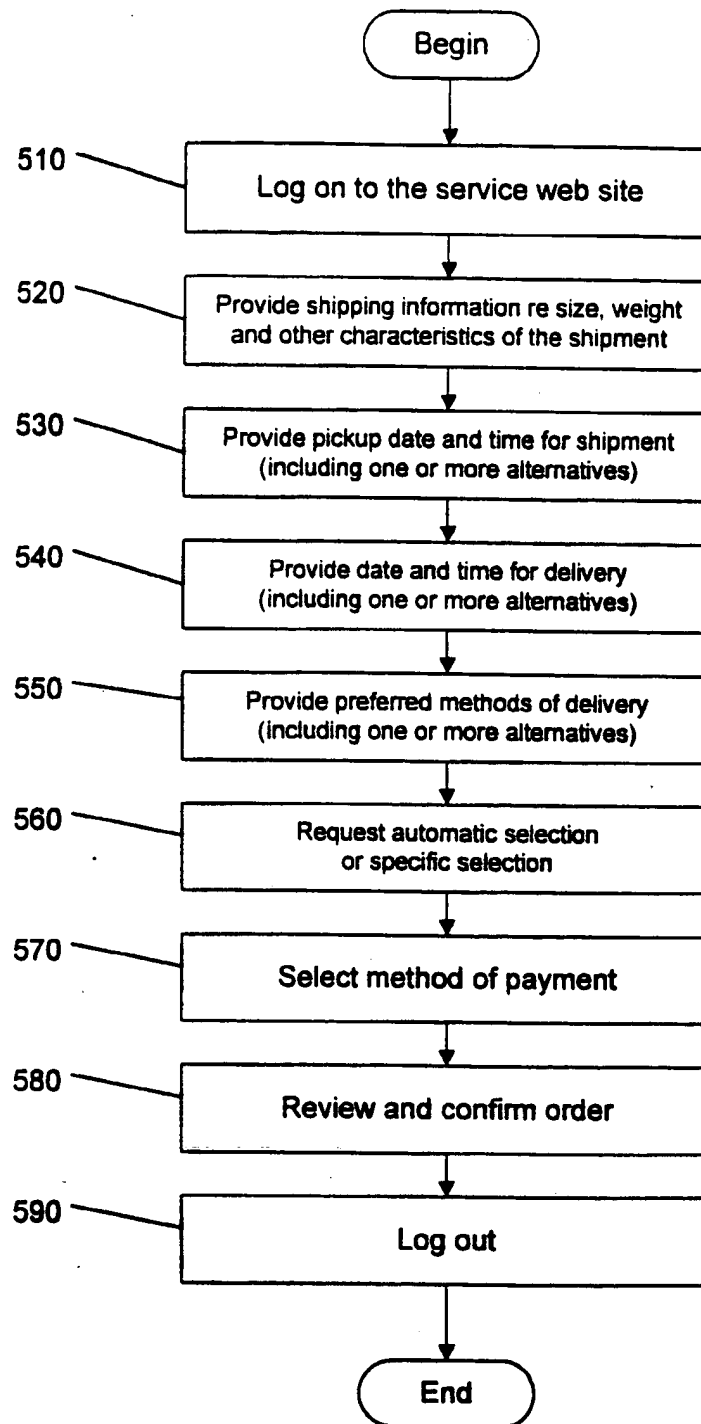 Begin
510
Log on to the service web site
520
Provide shipping information re size, weight
and other characteristics of the shipment
530
Provide pickup date and time for shipment
(including one or more alternatives)
540
Provide date and time for delivery
(including one or more alternatives)
550
Provide preferred methods of delivery
(including one or more alternatives)
560
Request automatic selection
or specific selection
570
Select method of payment
580
Review and confirm order
590
Log out
End